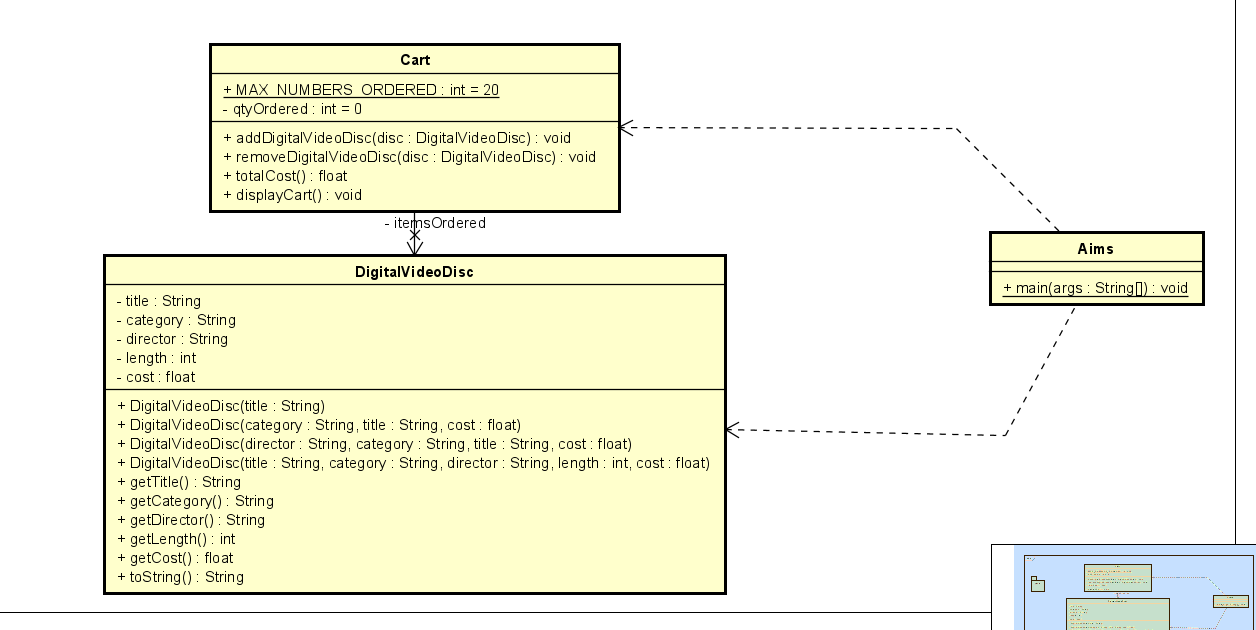 Cart
+ MAX_NUMBERS_ORDERED : int = 20
- qtyOrdered : int = 0
+ addDigitalVideoDisc(disc : DigitalVideoDisc) : void
+ removeDigitalVideoDisc(disc : DigitalVideoDisc) : void
+ totalCost() : float
+ displayCart() : void
- itemsOrdered
DigitalVideoDisc
- title : String
- category : String
- director : String
- length : int
- cost : float
+ DigitalVideoDisc(title : String)
+ DigitalVideoDisc(category : String, title : String, cost : float)
+ DigitalVideoDisc(director : String, category : String, title : String, cost : float)
+ DigitalVideoDisc(title : String, category : String, director : String, length : int, cost : float)
+ getTitle() : String
+ getCategory() : String
+ getDirector() : String
+ getLength() : int
+ getCost() : float
+ toString() : String
Aims
+ main(args : String[]) : void